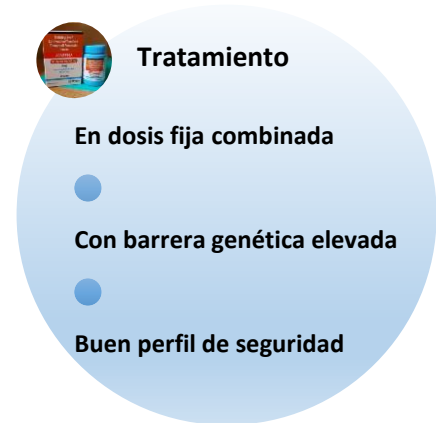 Tratamiento
En dosis fija combinada
Con barrera genética elevada
Buen perfil de seguridad